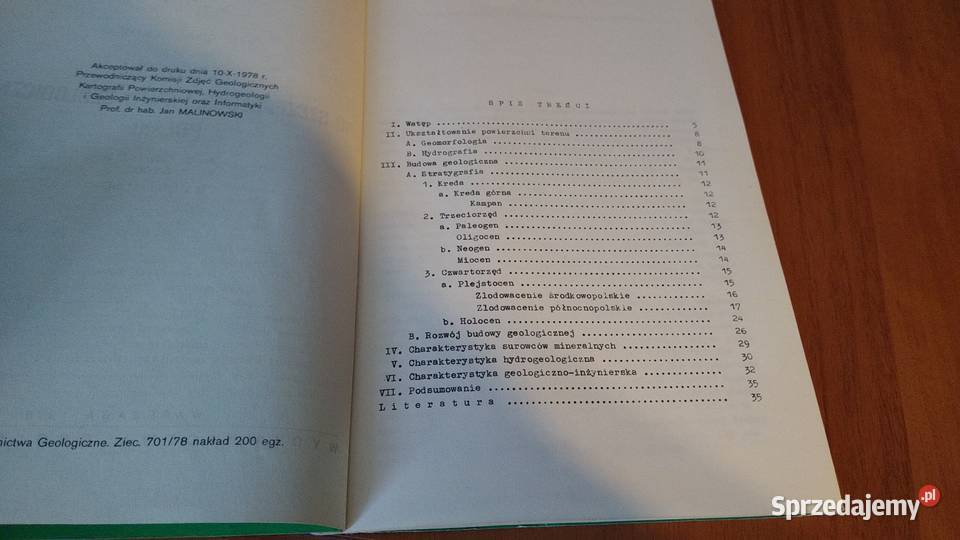 Akceptował do druku dnia 10-X-1978 r.
Przewodniczący Komisji Zdjęć Geologicznych
Kartografii Powierzchniowej, Hydrogeologii
i Geologii Inżynierskiej oraz Informatyki
Prof. dr hab. Jan MALINOWSKI
nictwa Geologiczne. Ziec. 701/78 nakład 200 egz.
SPIS TREŚCI
I. Wstęp ........................................ 5
II. Ukształtowanie powierzchni terenu .................. 8
A. Geomorfologia .................................. 8
B. Hydrografia .................................... 10
III. Budowa geologiczna ............................... 11
A. Stratygrafia ................................... 11
1. Kreda ........................................ 12
a. Kreda górna .................................. 12
Kampan .......................................... 12
2. Trzeciorzęd .................................. 12
a. Paleogen ..................................... 13
Oligocen ........................................ 13
b. Neogen ....................................... 14
Miocen .......................................... 14
3. Czwartorzęd .................................. 15
a. Plejstocen ................................... 15
Zlodowacenie środkowopolskie ............. 16
Zlodowacenie północnopolskie ............. 17
b. Holocen ...................................... 24
B. Rozwój budowy geologicznej ................... 26
IV. Charakterystyka surowców mineralnych ............. 29
V. Charakterystyka hydrogeologiczna ................ 30
VI. Charakterystyka geologiczno-inżynierska .......... 32
VII. Podsumowanie ................................... 35
Literatura ...................................... 35
Sprzedajemy.pl